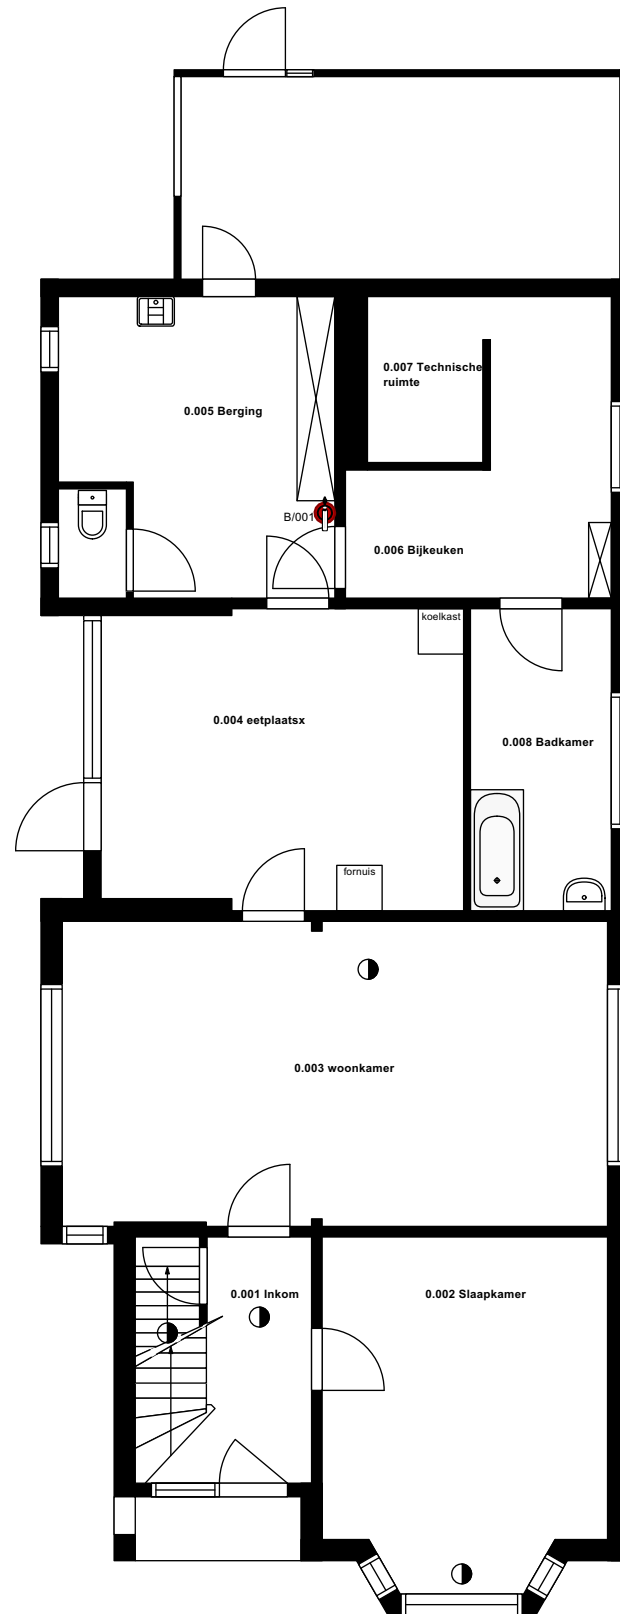 0.007 Technische
ruimte
0.005 Berging
B/001
0.006 Bijkeuken
koelkast
0.004 eetplaatsx
0.008 Badkamer
fornuis
0.003 woonkamer
0.001 Inkom
0.002 Slaapkamer